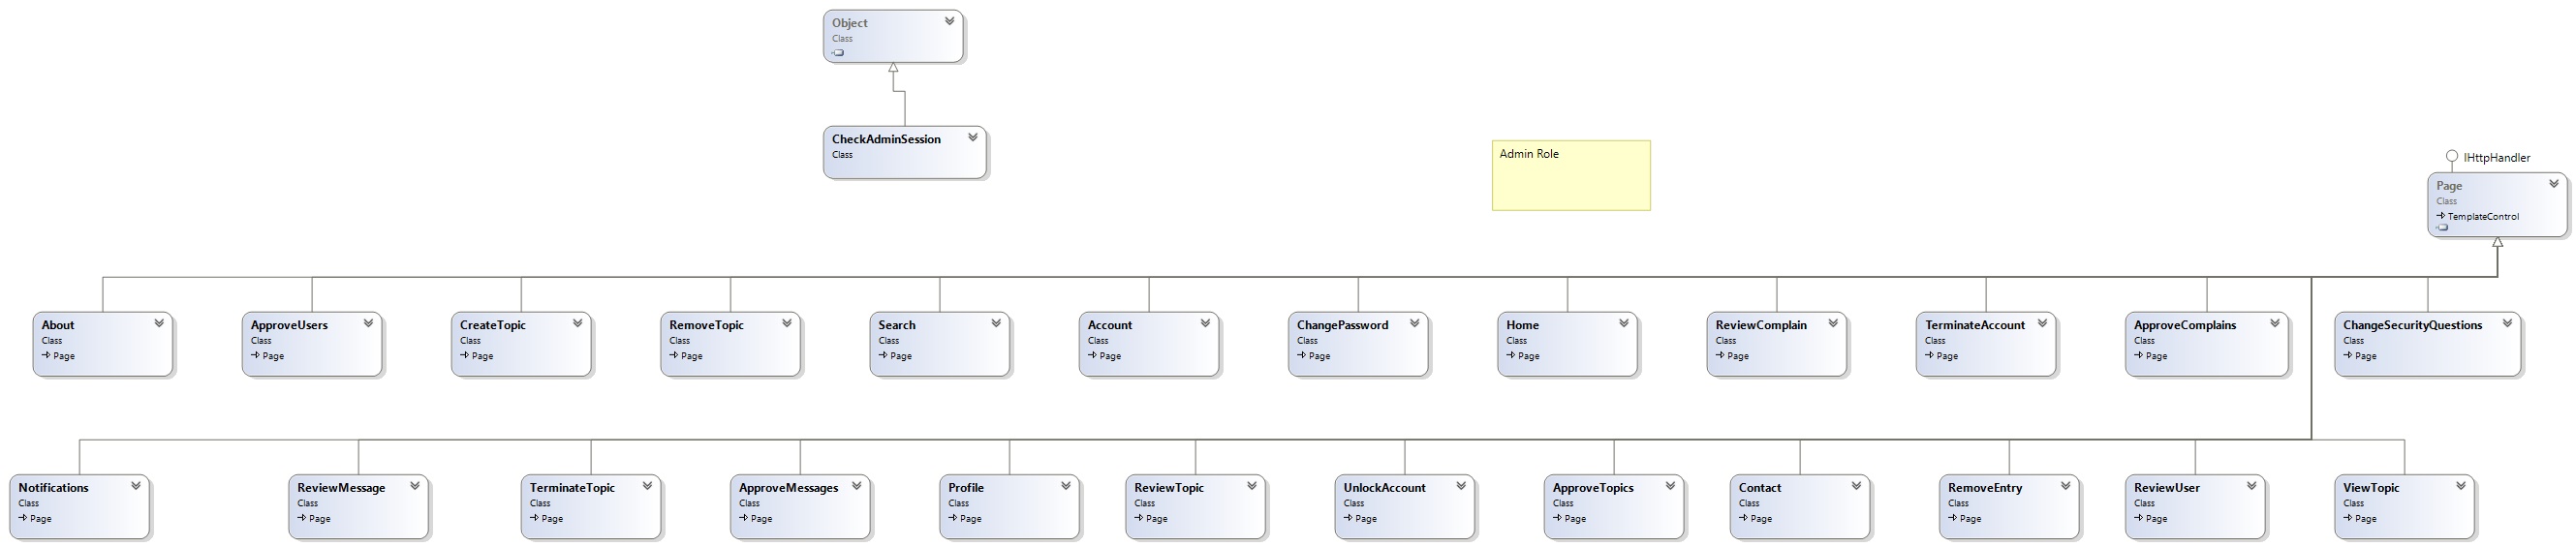 Object
Class
CheckAdminSession
Class
Admin Role
IHttpHandler
Page
Class
TemplateControl
About
Class
Page
ApproveUsers
Class
Page
CreateTopic
Class
Page
RemoveTopic
Class
Page
Search
Class
Page
Account
Class
Page
ChangePassword
Class
Page
Home
Class
Page
ReviewComplain
Class
Page
TerminateAccount
Class
Page
ApproveComplains
Class
Page
ChangeSecurityQuestions
Class
Page
Notifications
Class
Page
ReviewMessage
Class
Page
TerminateTopic
Class
Page
ApproveMessages
Class
Page
Profile
Class
Page
ReviewTopic
Class
Page
UnlockAccount
Class
Page
ApproveTopics
Class
Page
Contact
Class
Page
RemoveEntry
Class
Page
ReviewUser
Class
Page
ViewTopic
Class
Page